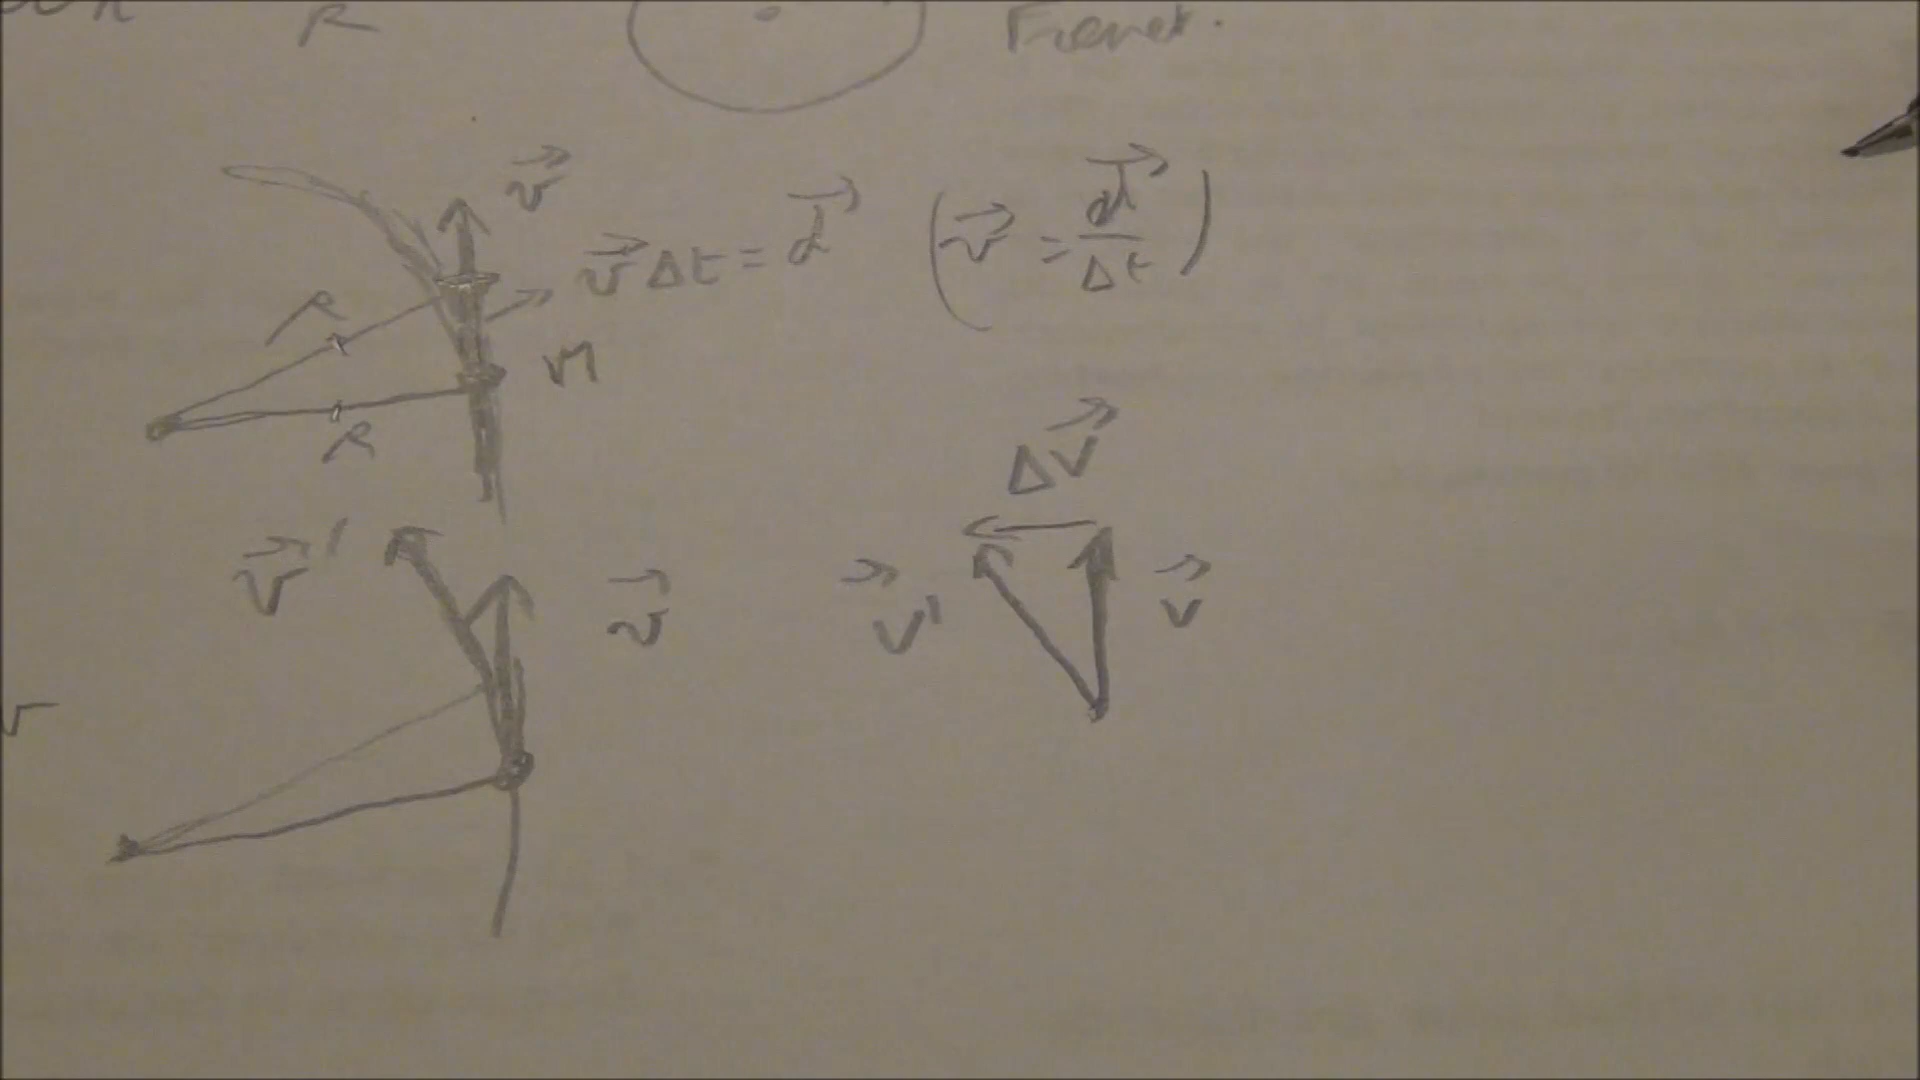 R
Frenet.
v⃗
v⃗ Δt = d⃗ (v⃗ = d⃗/Δt)
R
M
R
Δv⃗
v⃗'
v⃗
v⃗'
v⃗